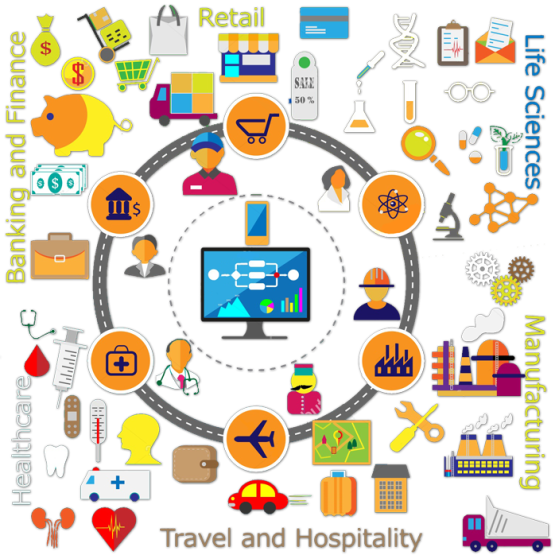 Retail
SALE
50 %
Banking and Finance
Life Sciences
$
$
$
$
Healthcare
Manufacturing
Travel and Hospitality